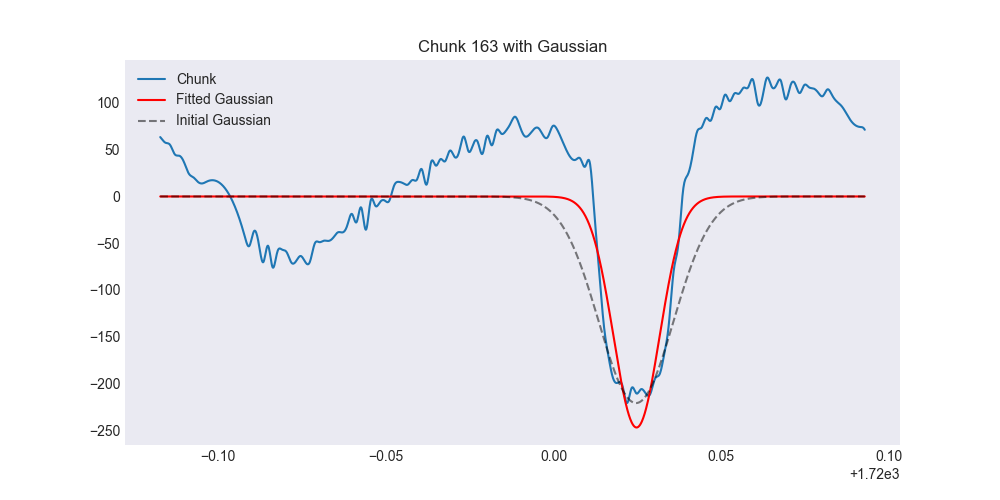 Chunk 163 with Gaussian
Chunk
Fitted Gaussian
Initial Gaussian
100
50
0
−50
−100
−150
−200
−250
−0.10 −0.05 0.00 0.05 0.10
+1.72e3